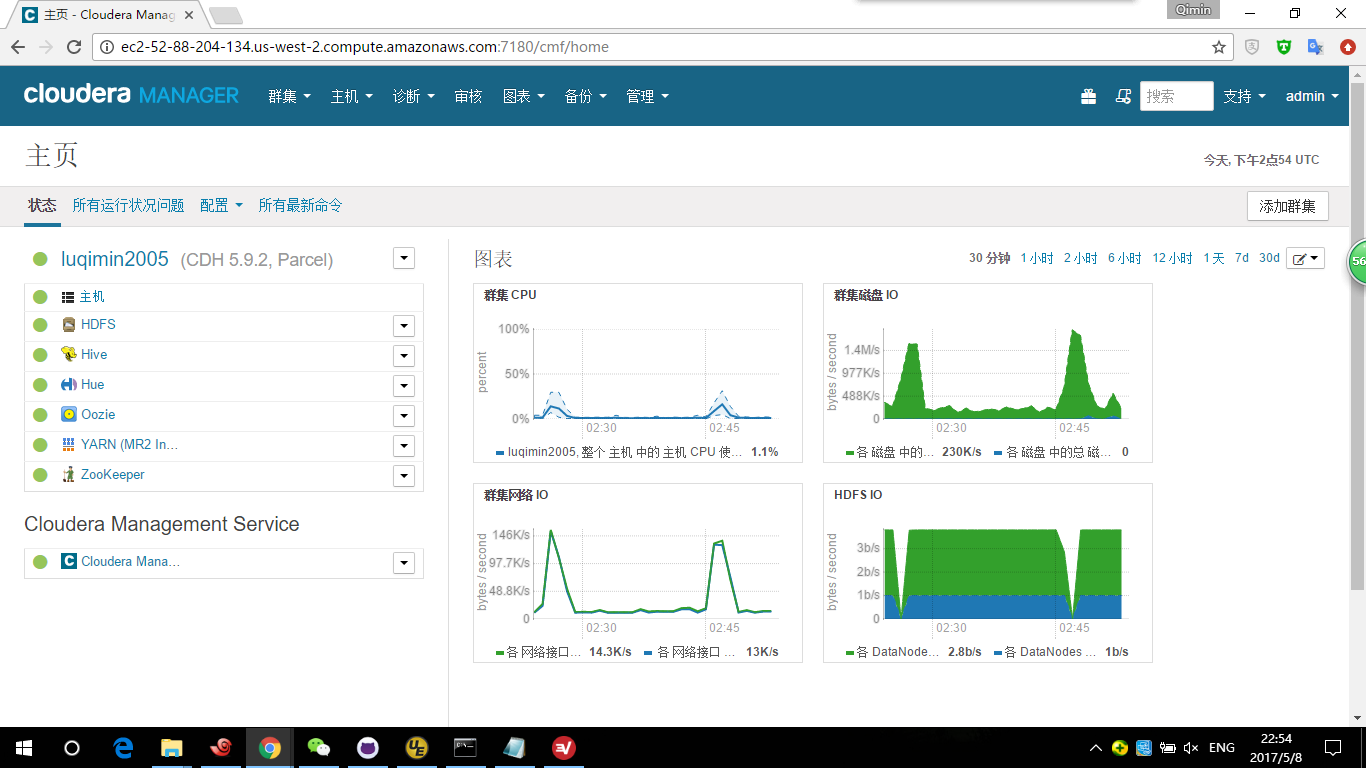 主页 - Cloudera Manag
Qimin
ec2-52-88-204-134.us-west-2.compute.amazonaws.com:7180/cmf/home
cloudera MANAGER 群集 主机 诊断 审核 图表 备份 管理 搜索 支持 admin
主页
今天, 下午2点54 UTC
状态 所有运行状况问题 配置 所有最新命令 添加群集
luqimin2005 (CDH 5.9.2, Parcel)
主机
HDFS
Hive
Hue
Oozie
YARN (MR2 In...
ZooKeeper
Cloudera Management Service
Cloudera Mana...
图表 30 分钟 1 小时 2 小时 6 小时 12 小时 1 天 7d 30d
56
群集 CPU
percent
100%
50%
0%
02:30 02:45
luqimin2005, 整个 主机 中的 主机 CPU 使... 1.1%
群集磁盘 IO
bytes / second
1.4M/s
977K/s
488K/s
0
02:30 02:45
各 磁盘 中的... 230K/s 各 磁盘 中的总 磁... 0
群集网络 IO
bytes / second
146K/s
97.7K/s
48.8K/s
0
02:30 02:45
各 网络接口... 14.3K/s 各 网络接口 ... 13K/s
HDFS IO
bytes / second
3b/s
2b/s
1b/s
0
02:30 02:45
各 DataNode... 2.8b/s 各 DataNodes ... 1b/s
ENG
22:54
2017/5/8